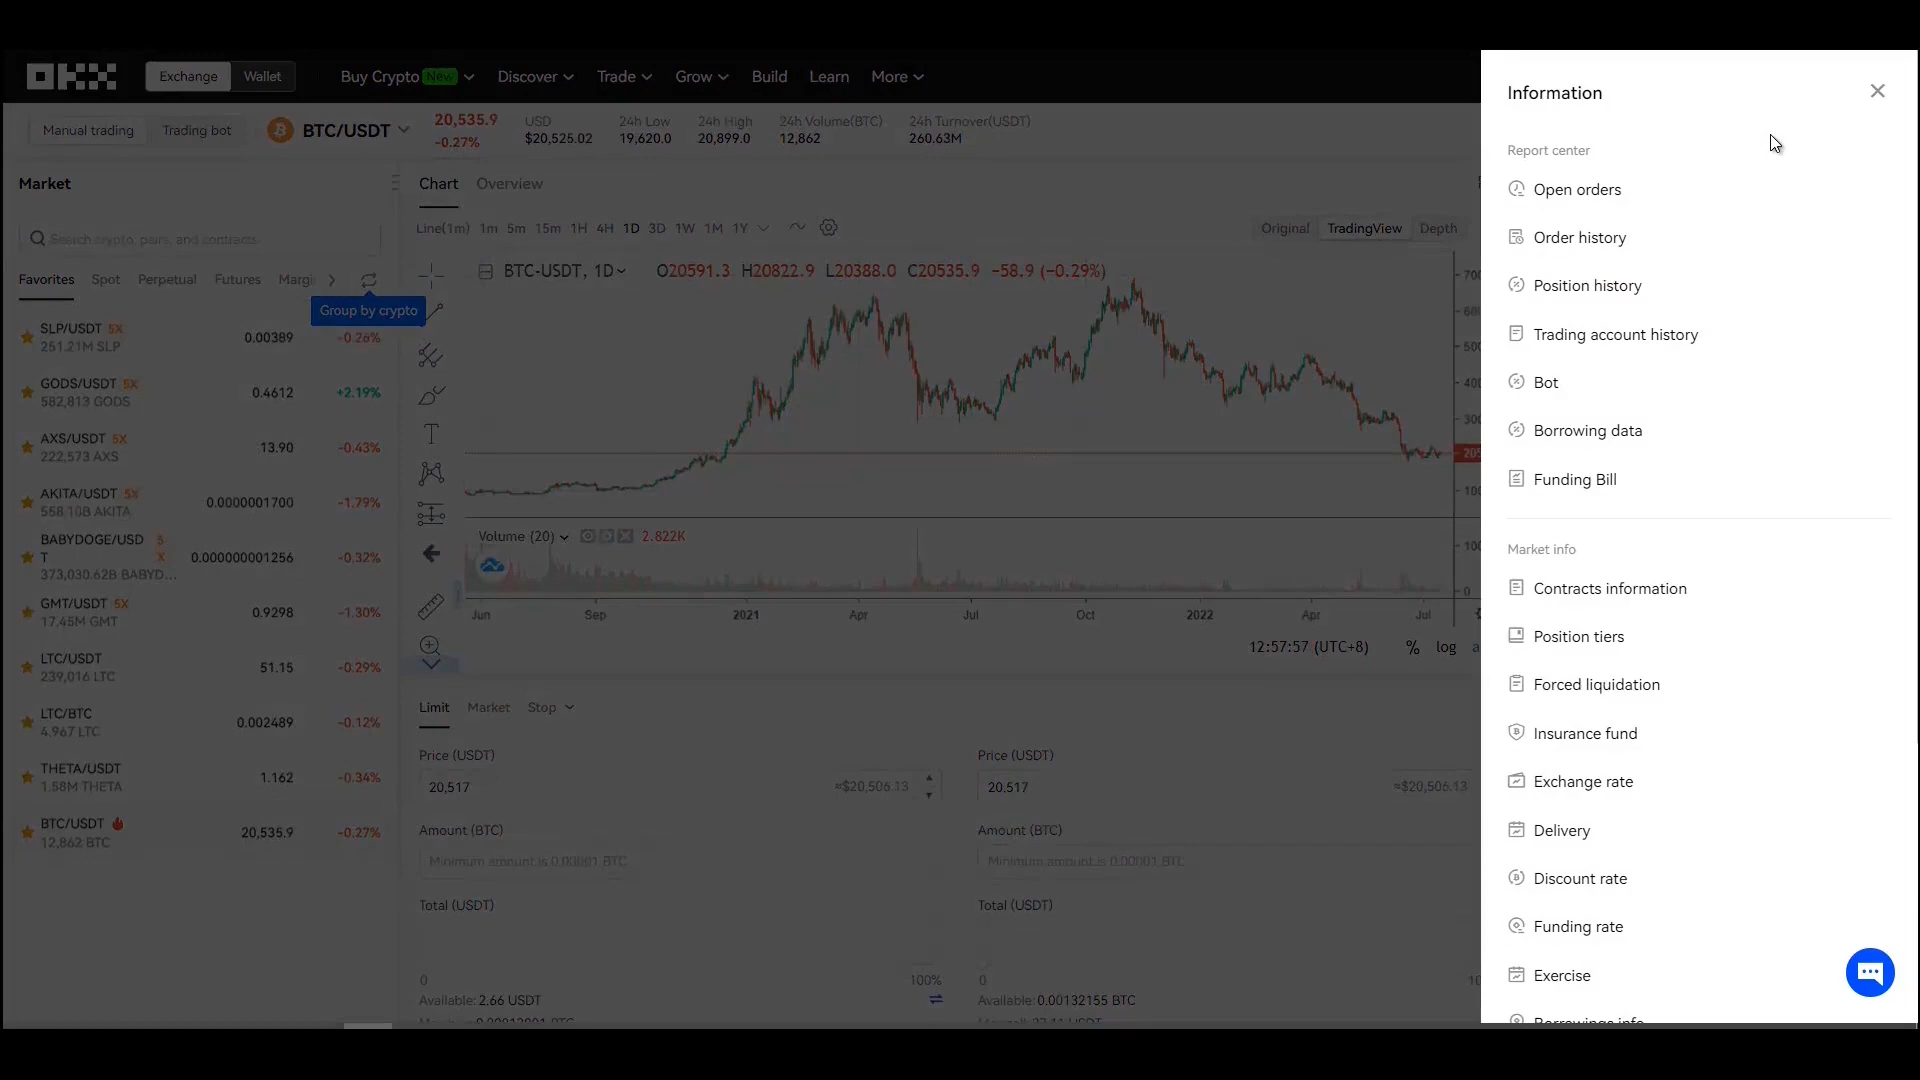 OKX
Exchange
Wallet
Buy Crypto New
Discover
Trade
Grow
Build
Learn
More
Manual trading
Trading bot
BTC/USDT
20,535.9
-0.27%
USD
$20,525.02
24h Low
19,620.0
24h High
20,899.0
24h Volume(BTC)
12,862
24h Turnover(USDT)
260.63M
Market
Search crypto, pairs, and contracts
Favorites Spot Perpetual Futures Margi
Group by crypto
SLP/USDT 5X
251.21M SLP
0.00389
-0.26%
GODS/USDT 5X
582,813 GODS
0.4612
+2.19%
AXS/USDT 5X
222,573 AXS
13.90
-0.43%
AKITA/USDT 5X
558.10B AKITA
0.0000001700
-1.79%
BABYDOGE/USD 5
T X
373,030.62B BABYD...
0.000000001256
-0.32%
GMT/USDT 5X
17.45M GMT
0.9298
-1.30%
LTC/USDT
239,016 LTC
51.15
-0.29%
LTC/BTC
4,967 LTC
0.002489
-0.12%
THETA/USDT
1.58M THETA
1.162
-0.34%
BTC/USDT
12,862 BTC
20,535.9
-0.27%
Chart Overview
Line(1m) 1m 5m 15m 1H 4H 1D 3D 1W 1M 1Y
Original TradingView Depth
BTC-USDT, 1D O20591.3 H20822.9 L20388.0 C20535.9 −58.9 (−0.29%)
Volume (20) 2.822K
0
Jun Sep 2021 Apr Jul Oct 2022 Apr Jul
12:57:57 (UTC+8) % log
Limit Market Stop
Price (USDT)
20,517 ≈$20,506.13
Amount (BTC)
Minimum amount is 0.00001 BTC
Total (USDT)
0 100%
Available: 2.66 USDT
Price (USDT)
20,517 ≈$20,506.13
Amount (BTC)
Minimum amount is 0.00001 BTC
Total (USDT)
0
Available: 0.00132155 BTC
Information
Report center
Open orders
Order history
Position history
Trading account history
Bot
Borrowing data
Funding Bill
Market info
Contracts information
Position tiers
Forced liquidation
Insurance fund
Exchange rate
Delivery
Discount rate
Funding rate
Exercise
Borrowings info